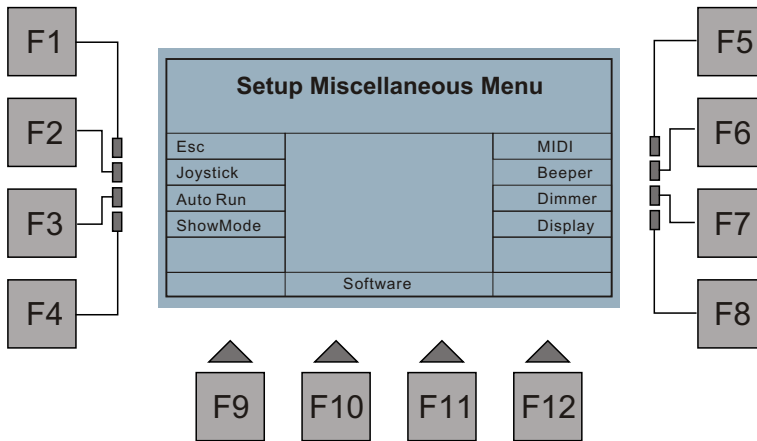 F1
F5
Setup Miscellaneous Menu
F2
F6
Esc
MIDI
Joystick
Beeper
Auto Run
Dimmer
F3
F7
ShowMode
Display
Software
F4
F8
F9 F10 F11 F12